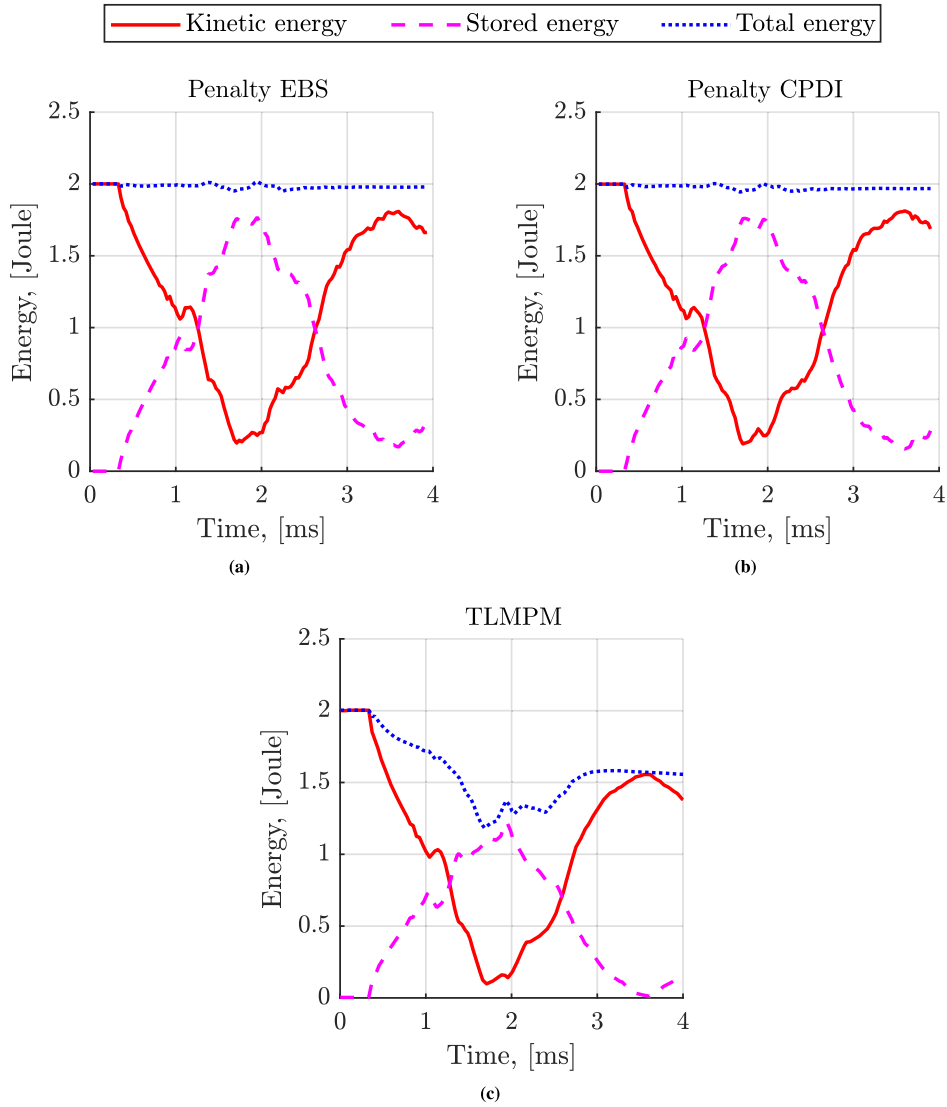 Kinetic energy Stored energy Total energy
Penalty EBS
2.5
2
1.5
1
0.5
0
0 1 2 3 4
Energy, [Joule]
Time, [ms]
(a)
Penalty CPDI
2.5
2
1.5
1
0.5
0
0 1 2 3 4
Energy, [Joule]
Time, [ms]
(b)
TLMPM
2.5
2
1.5
1
0.5
0
0 1 2 3 4
Energy, [Joule]
Time, [ms]
(c)